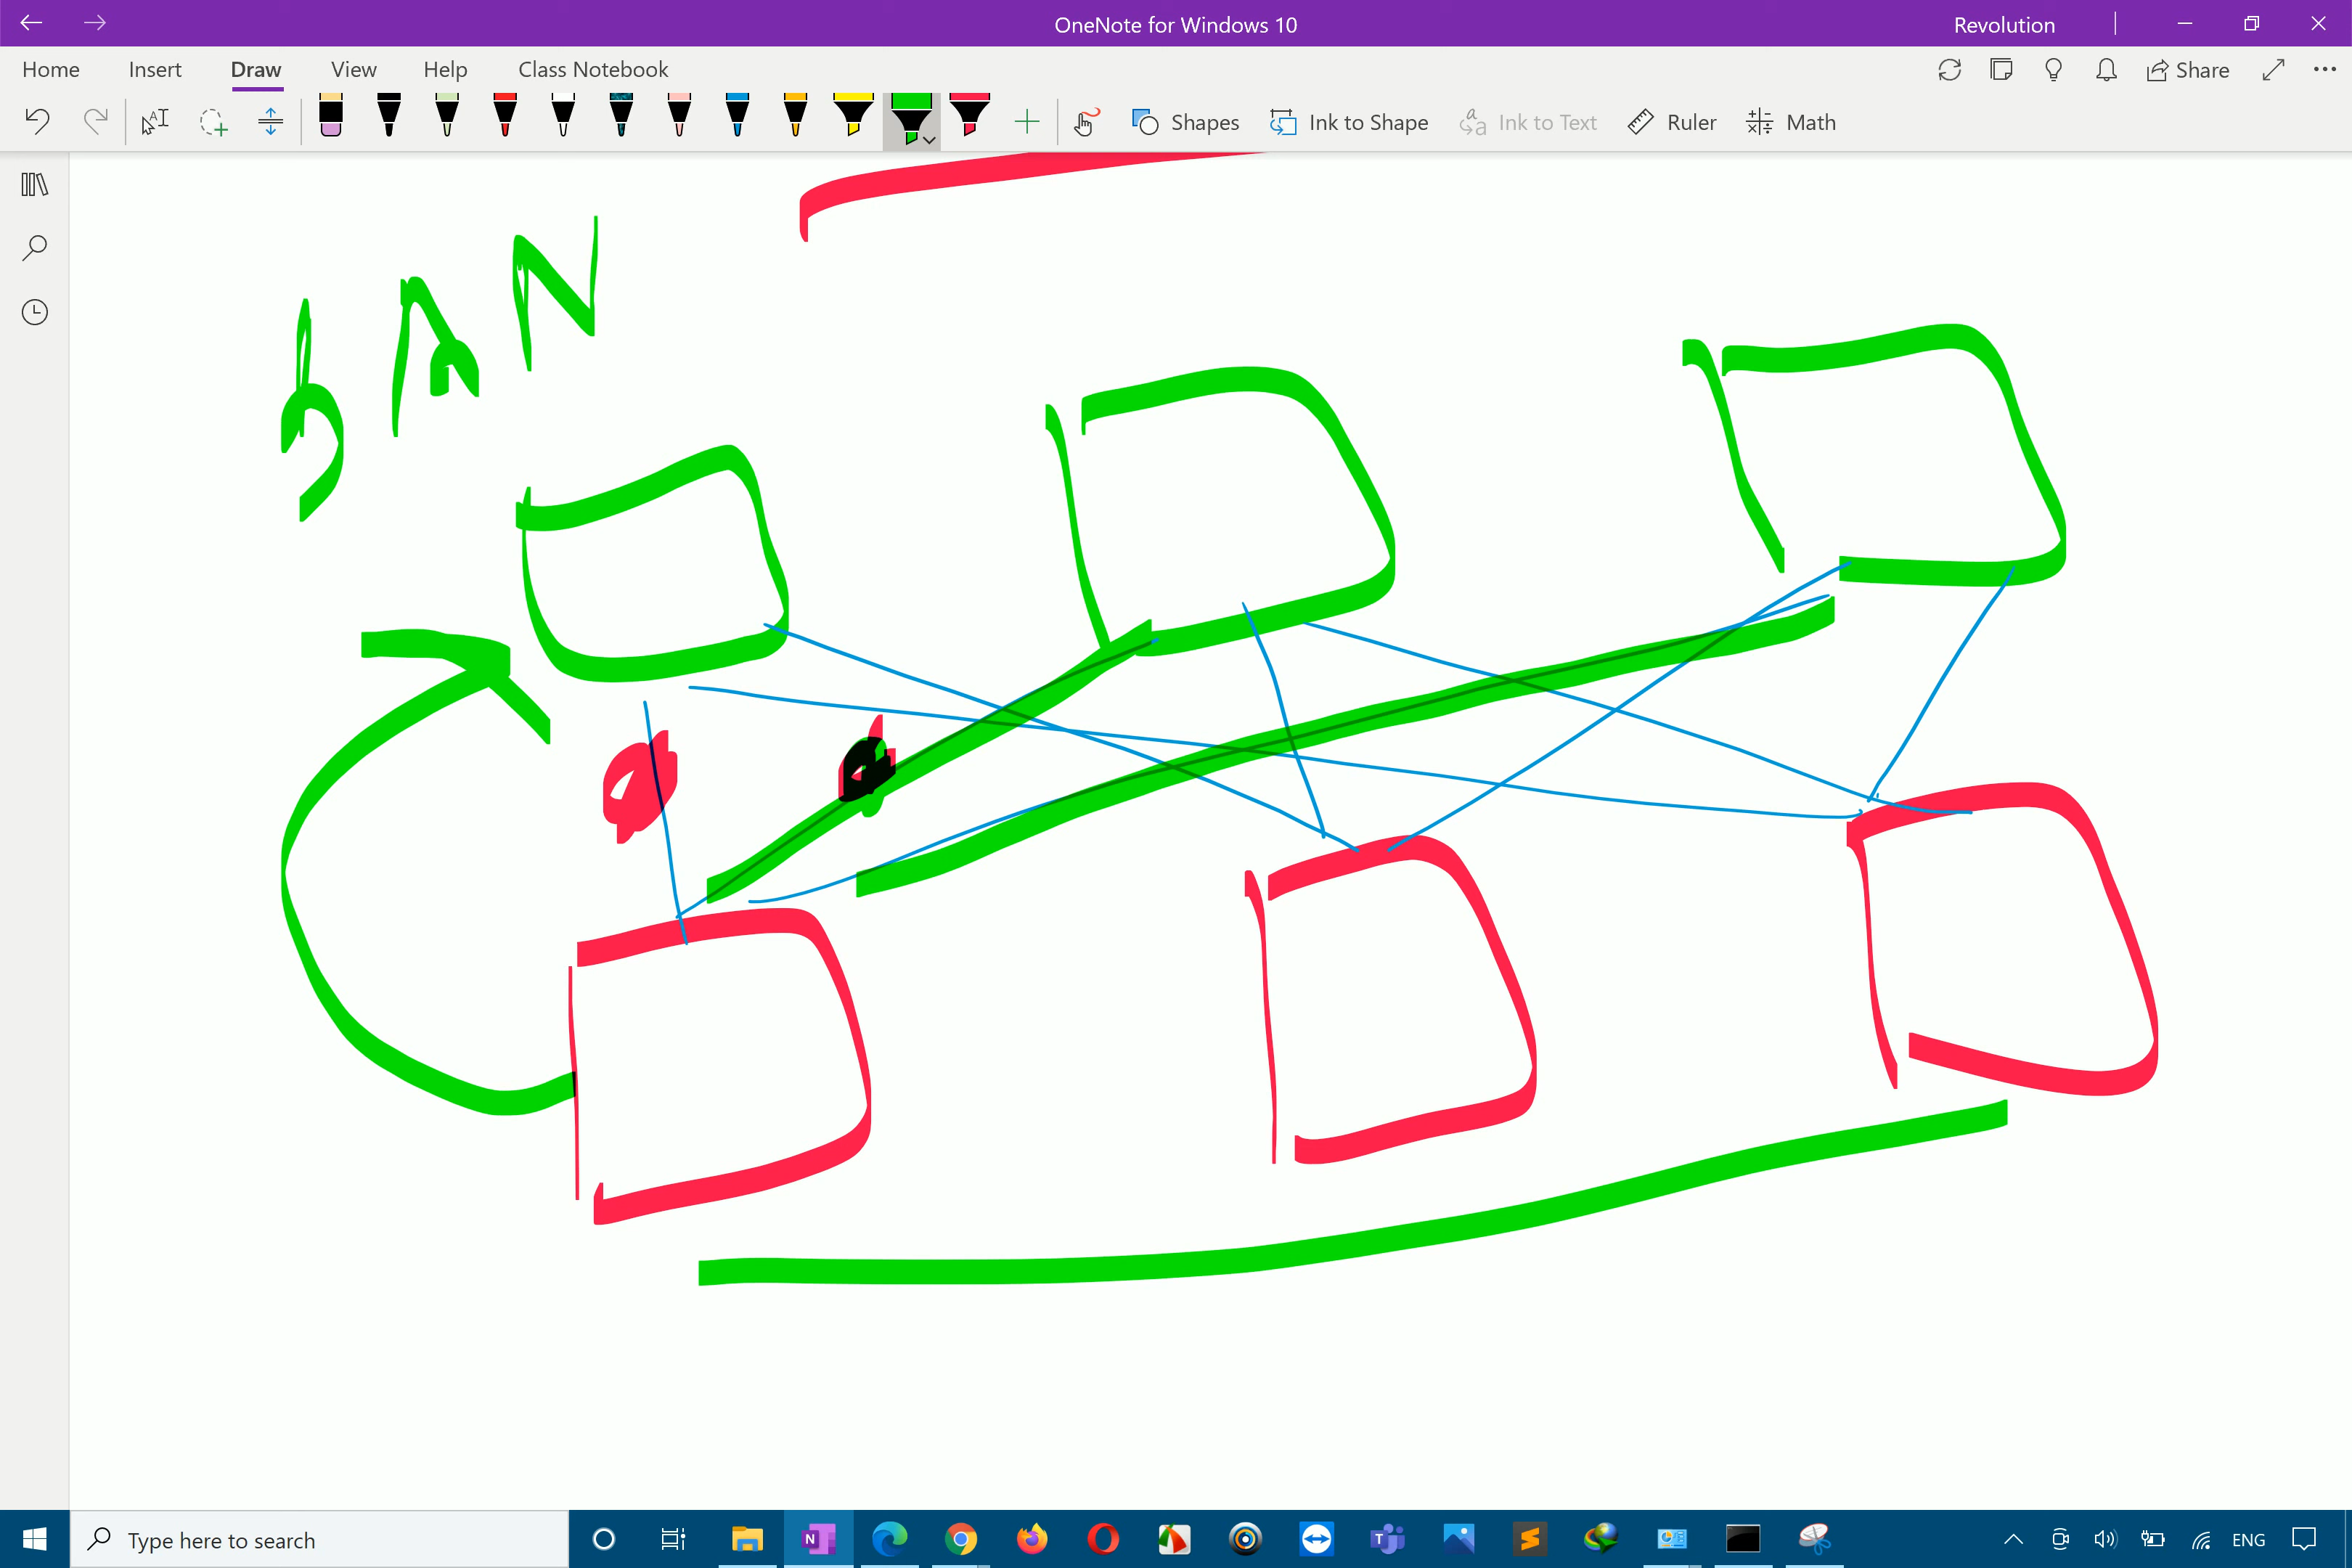 OneNote for Windows 10
Revolution
Home Insert Draw View Help Class Notebook
Share
Shapes Ink to Shape Ink to Text Ruler Math
SAN
Type here to search
ENG